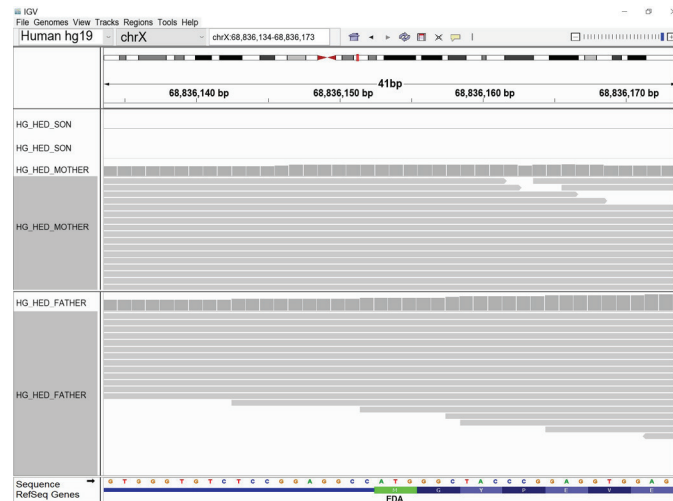 IGV
File Genomes View Tracks Regions Tools Help
Human hg19 chrX chrX:68,836,134-68,836,173
41bp
68,836,140 bp 68,836,150 bp 68,836,160 bp 68,836,170 bp
HG_HED_SON
HG_HED_SON
HG_HED_MOTHER
HG_HED_MOTHER
HG_HED_FATHER
HG_HED_FATHER
Sequence G T G G G T G T C T C C G G A G G C C A T G G G C T A C C C G G A G G T G G A G
RefSeq Genes M G Y P E V E
EDA